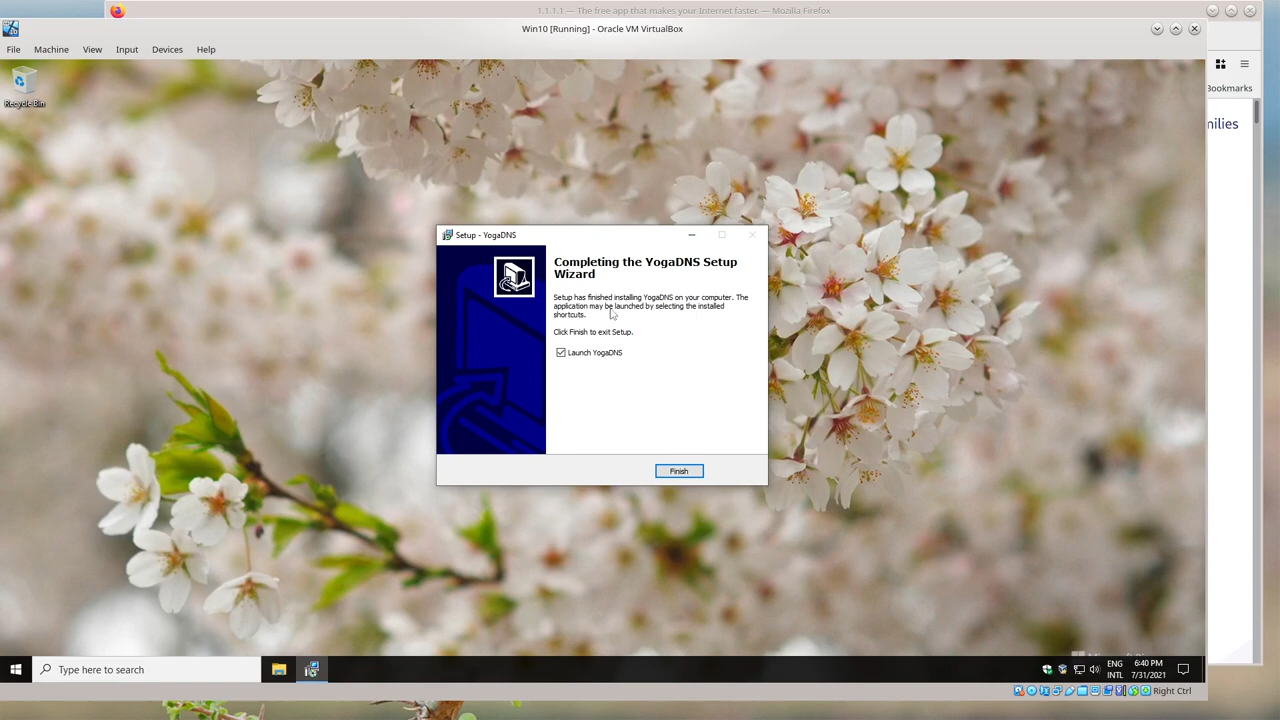 1.1.1.1 — The free app that makes your Internet faster. — Mozilla Firefox
Win10 [Running] - Oracle VM VirtualBox
File Machine View Input Devices Help
Bookmarks
Recycle Bin
milies
Setup - YogaDNS
Completing the YogaDNS Setup
Wizard
Setup has finished installing YogaDNS on your computer. The
application may be launched by selecting the installed
shortcuts.
Click Finish to exit Setup.
Launch YogaDNS
Finish
Type here to search
ENG
INTL
6:40 PM
7/31/2021
Right Ctrl